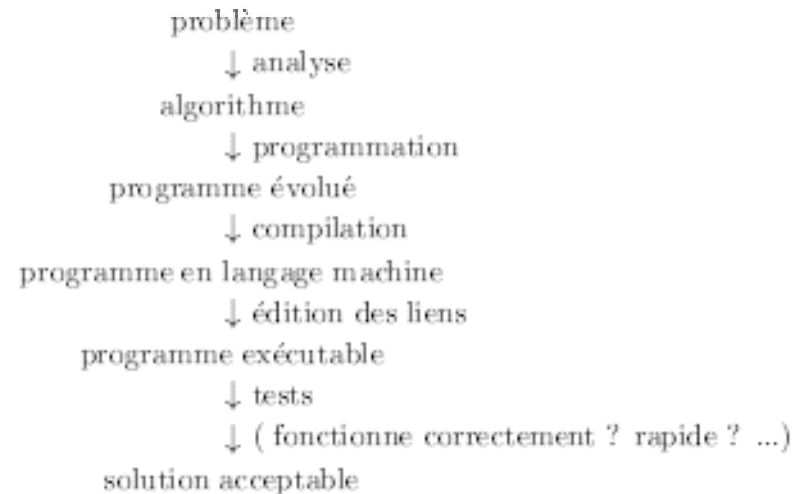 problème
↓ analyse
algorithme
↓ programmation
programme évolué
↓ compilation
programme en langage machine
↓ édition des liens
programme exécutable
↓ tests
↓ ( fonctionne correctement ? rapide ? ...)
solution acceptable